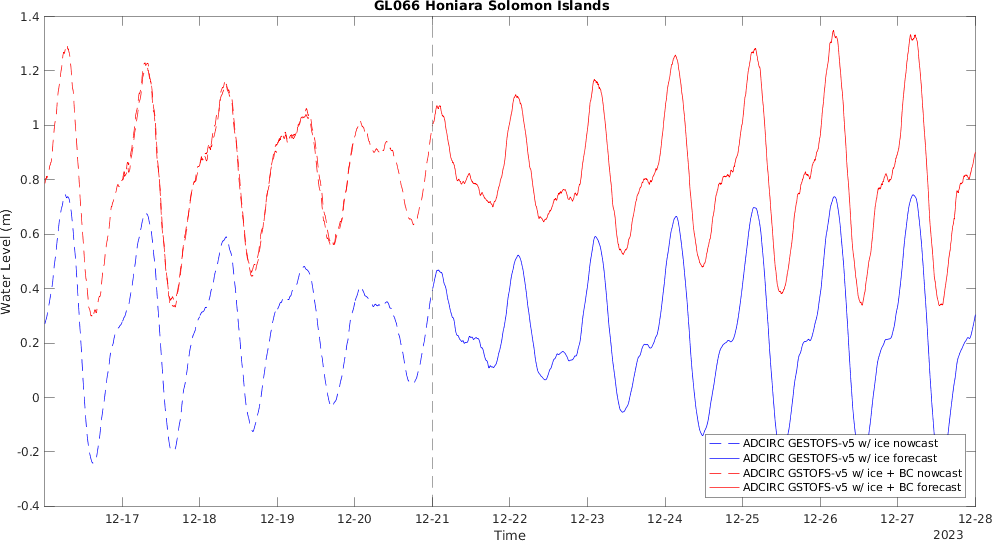 GL066 Honiara Solomon Islands
1.4
1.2
1
0.8
0.6
0.4
0.2
0
-0.2
-0.4
Water Level (m)
ADCIRC GESTOFS-v5 w/ ice nowcast
ADCIRC GESTOFS-v5 w/ ice forecast
ADCIRC GSTOFS-v5 w/ ice + BC nowcast
ADCIRC GSTOFS-v5 w/ ice + BC forecast
12-17 12-18 12-19 12-20 12-21 12-22 12-23 12-24 12-25 12-26 12-27 12-28
Time
2023